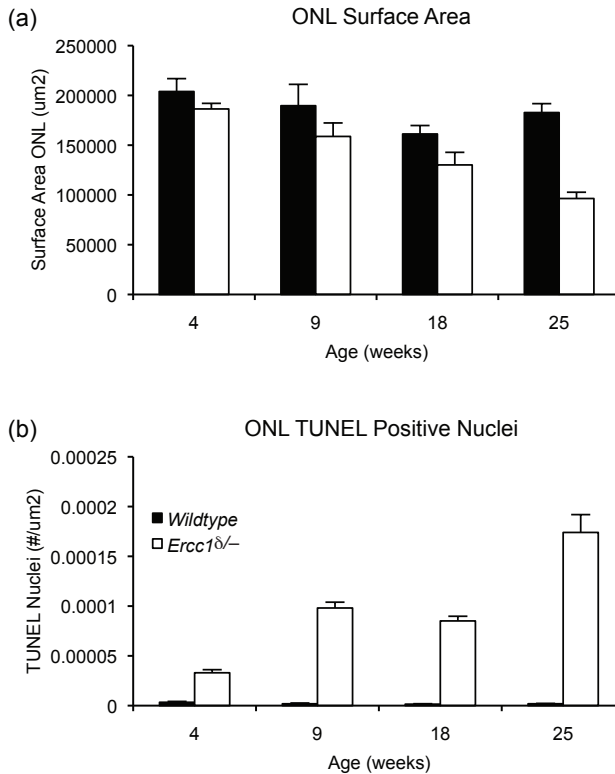 (a)
ONL Surface Area
Surface Area ONL (um2)
250000
200000
150000
100000
50000
0
4 9 18 25
Age (weeks)
(b)
ONL TUNEL Positive Nuclei
TUNEL Nuclei (#/um2)
0.00025
0.0002
0.00015
0.0001
0.00005
0
Wildtype
Ercc1δ/–
4 9 18 25
Age (weeks)